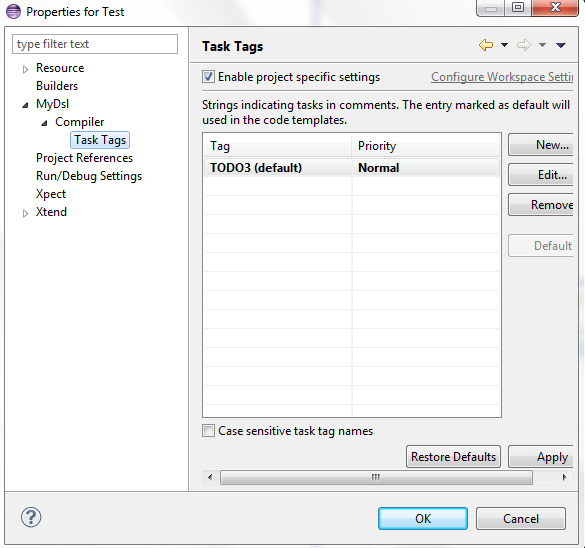 Properties for Test
type filter text
Resource
Builders
MyDsl
Compiler
Task Tags
Project References
Run/Debug Settings
Xpect
Xtend
Task Tags
Enable project specific settings
Configure Workspace Settin
Strings indicating tasks in comments. The entry marked as default will
used in the code templates.
Tag Priority
TODO3 (default) Normal
New...
Edit...
Remove
Default
Case sensitive task tag names
Restore Defaults Apply
OK Cancel